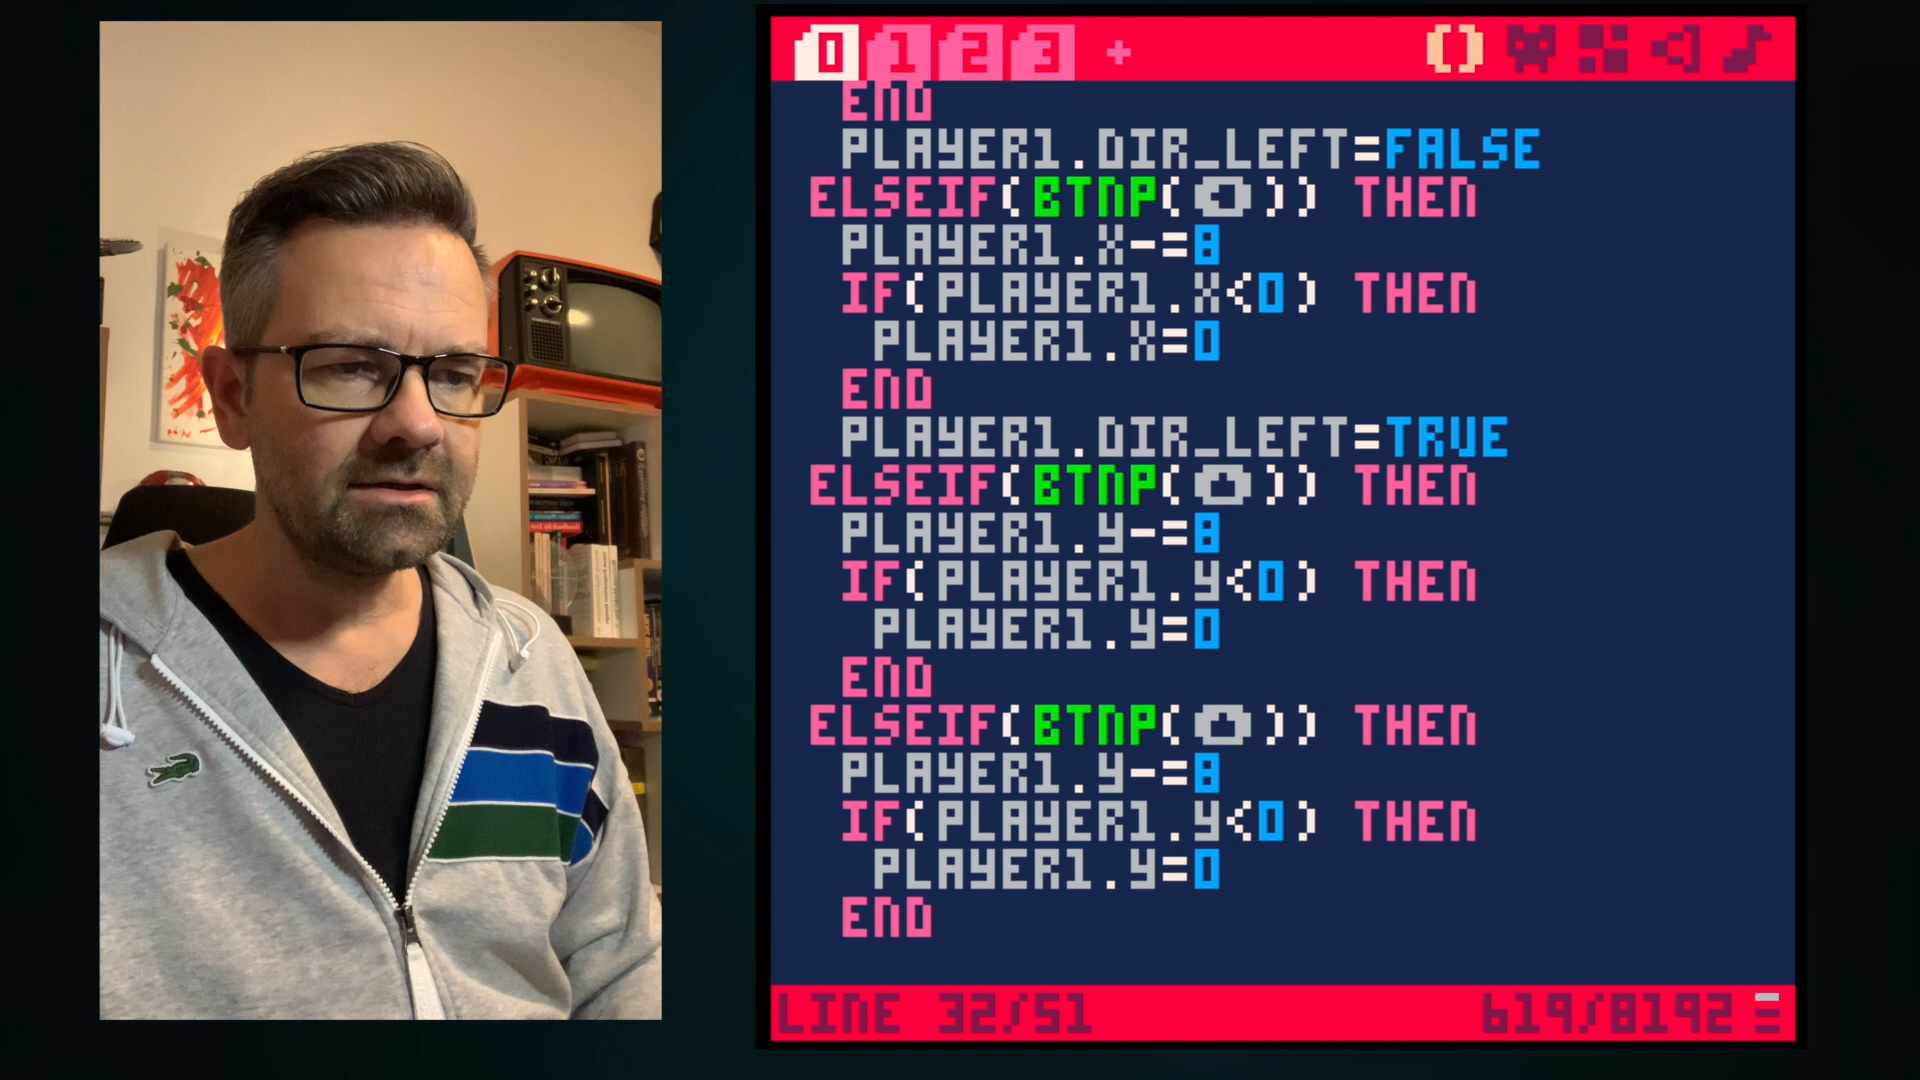 0 1 2 3 +
END
PLAYER1.DIR_LEFT=FALSE
ELSEIF(BTNP(⬅️)) THEN
PLAYER1.X-=8
IF(PLAYER1.X<0) THEN
PLAYER1.X=0
END
PLAYER1.DIR_LEFT=TRUE
ELSEIF(BTNP(⬆️)) THEN
PLAYER1.Y-=8
IF(PLAYER1.Y<0) THEN
PLAYER1.Y=0
END
ELSEIF(BTNP(⬆️)) THEN
PLAYER1.Y-=8
IF(PLAYER1.Y<0) THEN
PLAYER1.Y=0
END
LINE 32/51
619/8192